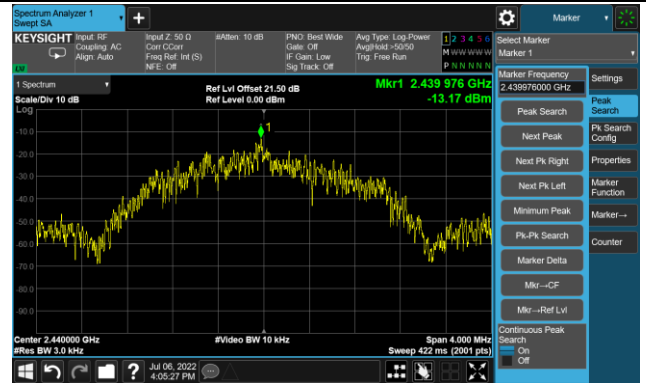 Spectrum Analyzer 1
Swept SA
+
Marker
KEYSIGHT
Input: RF
Coupling: AC
Align: Auto
Input Z: 50 Ω
Corr CCorr
Freq Ref: Int (S)
NFE: Off
#Atten: 10 dB
PNO: Best Wide
Gate: Off
IF Gain: Low
Sig Track: Off
Avg Type: Log-Power
Avg|Hold:>50/50
Trig: Free Run
1 2 3 4 5 6
M W W W W W
P N N N N N
LXI
Select Marker
Marker 1
1 Spectrum
Scale/Div 10 dB
Log
Ref Lvl Offset 21.50 dB
Ref Level 0.00 dBm
Mkr1 2.439 976 GHz
-13.17 dBm
1
-10.0
-20.0
-30.0
-40.0
-50.0
-60.0
-70.0
-80.0
-90.0
Center 2.440000 GHz
#Res BW 3.0 kHz
#Video BW 10 kHz
Span 4.000 MHz
Sweep 422 ms (2001 pts)
Marker Frequency
2.439976000 GHz
Peak Search
Next Peak
Next Pk Right
Next Pk Left
Minimum Peak
Pk-Pk Search
Marker Delta
Mkr→CF
Mkr→Ref Lvl
Continuous Peak
Search
On
Off
Settings
Peak
Search
Pk Search
Config
Properties
Marker
Function
Marker→
Counter
?
Jul 06, 2022
4:05:27 PM